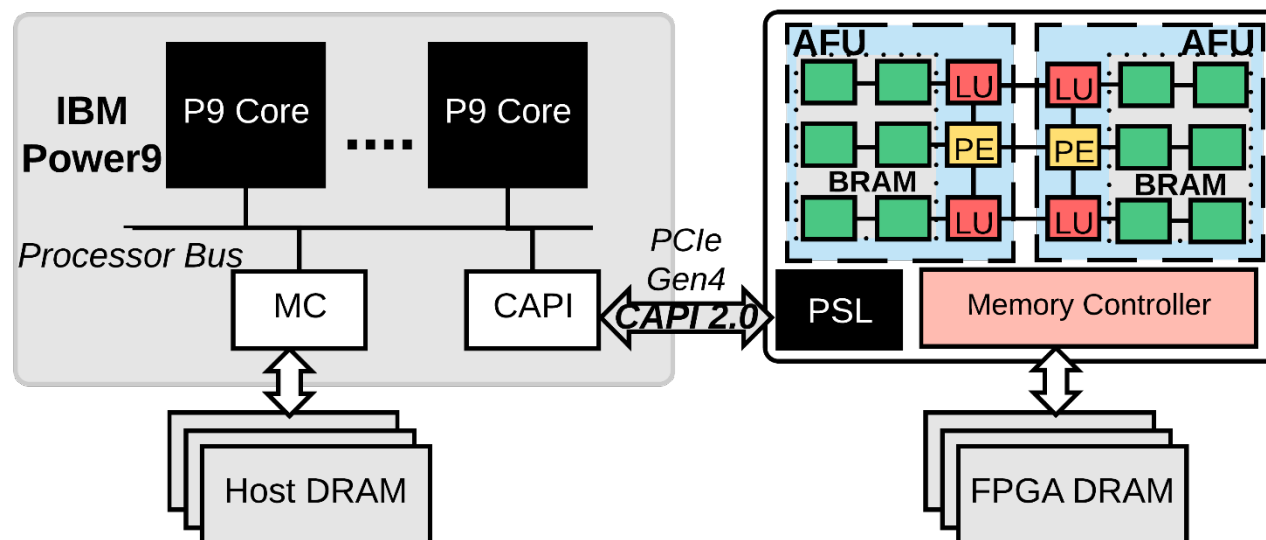 IBM
Power9
P9 Core
....
P9 Core
Processor Bus
MC
CAPI
Host DRAM
PCIe
Gen4
CAPI 2.0
AFU
LU
PE
BRAM
LU
AFU
LU
PE
BRAM
LU
PSL
Memory Controller
FPGA DRAM